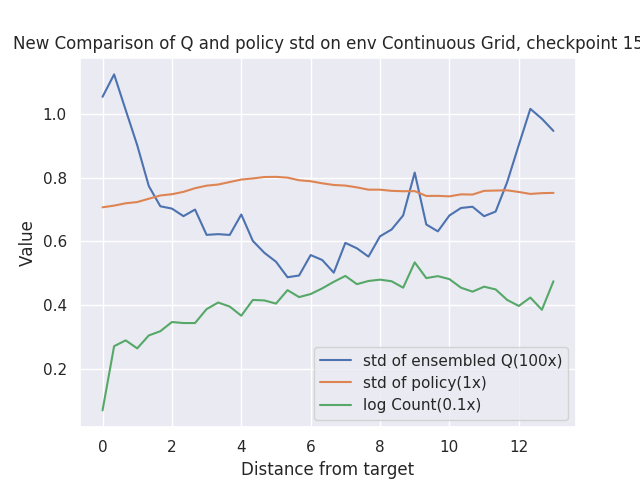 New Comparison of Q and policy std on env Continuous Grid, checkpoint 15
1.0
0.8
0.6
0.4
0.2
Value
0 2 4 6 8 10 12
Distance from target
std of ensembled Q(100x)
std of policy(1x)
log Count(0.1x)